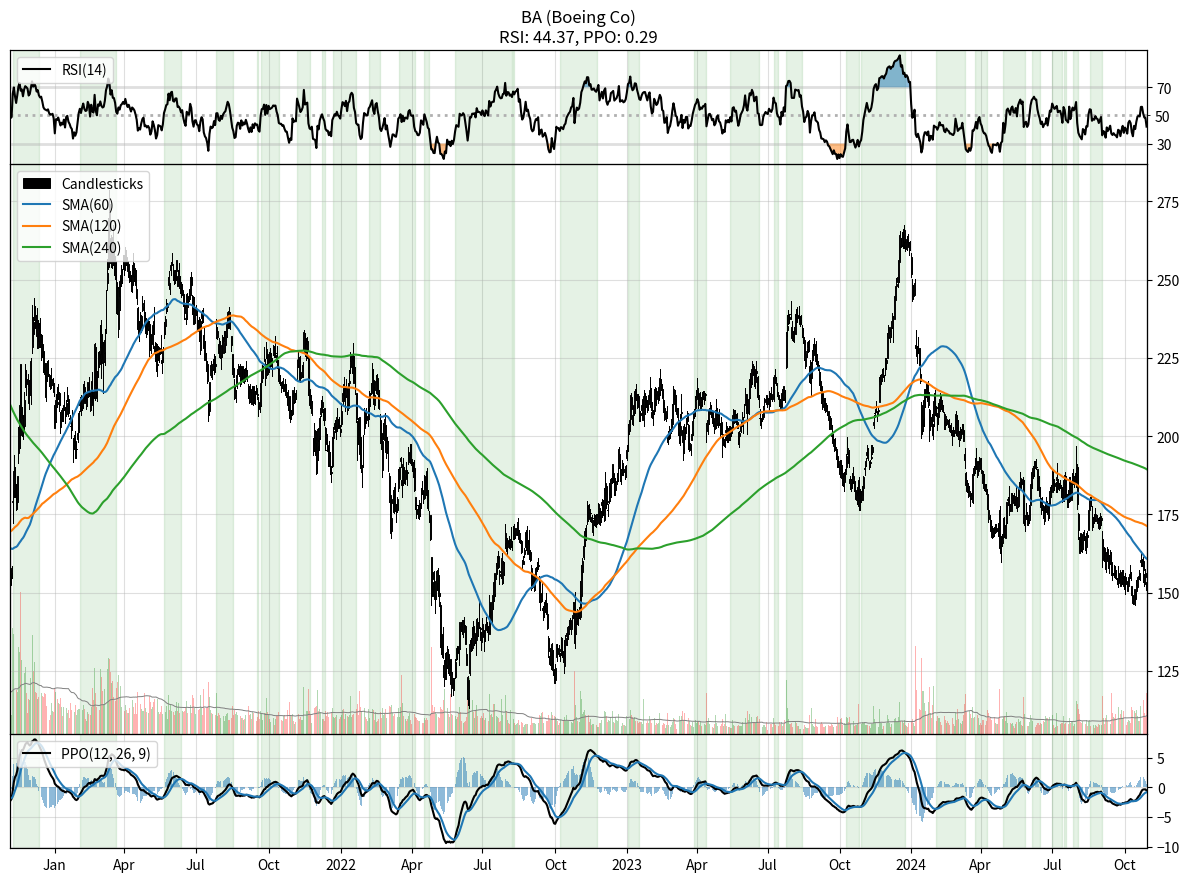 BA (Boeing Co)
RSI: 44.37, PPO: 0.29
RSI(14)
70
50
30
Candlesticks
SMA(60)
SMA(120)
SMA(240)
275
250
225
200
175
150
125
PPO(12, 26, 9)
5
0
−5
−10
Jan Apr Jul Oct 2022 Apr Jul Oct 2023 Apr Jul Oct 2024 Apr Jul Oct